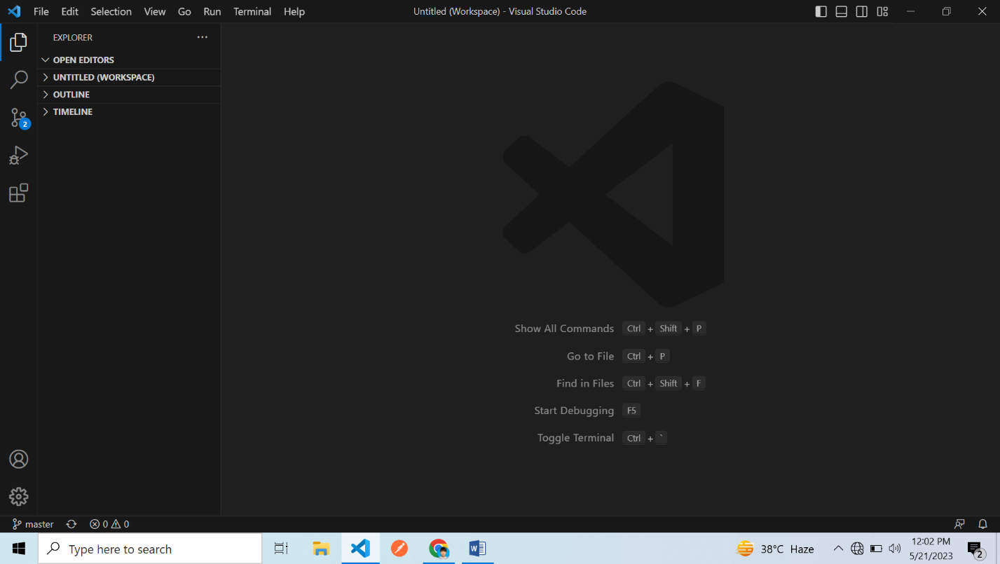 File Edit Selection View Go Run Terminal Help
Untitled (Workspace) - Visual Studio Code
EXPLORER
OPEN EDITORS
UNTITLED (WORKSPACE)
OUTLINE
TIMELINE
2
Show All Commands Ctrl + Shift + P
Go to File Ctrl + P
Find in Files Ctrl + Shift + F
Start Debugging F5
Toggle Terminal Ctrl + `
master 0 0
Type here to search
W
38°C Haze
12:02 PM
5/21/2023
2